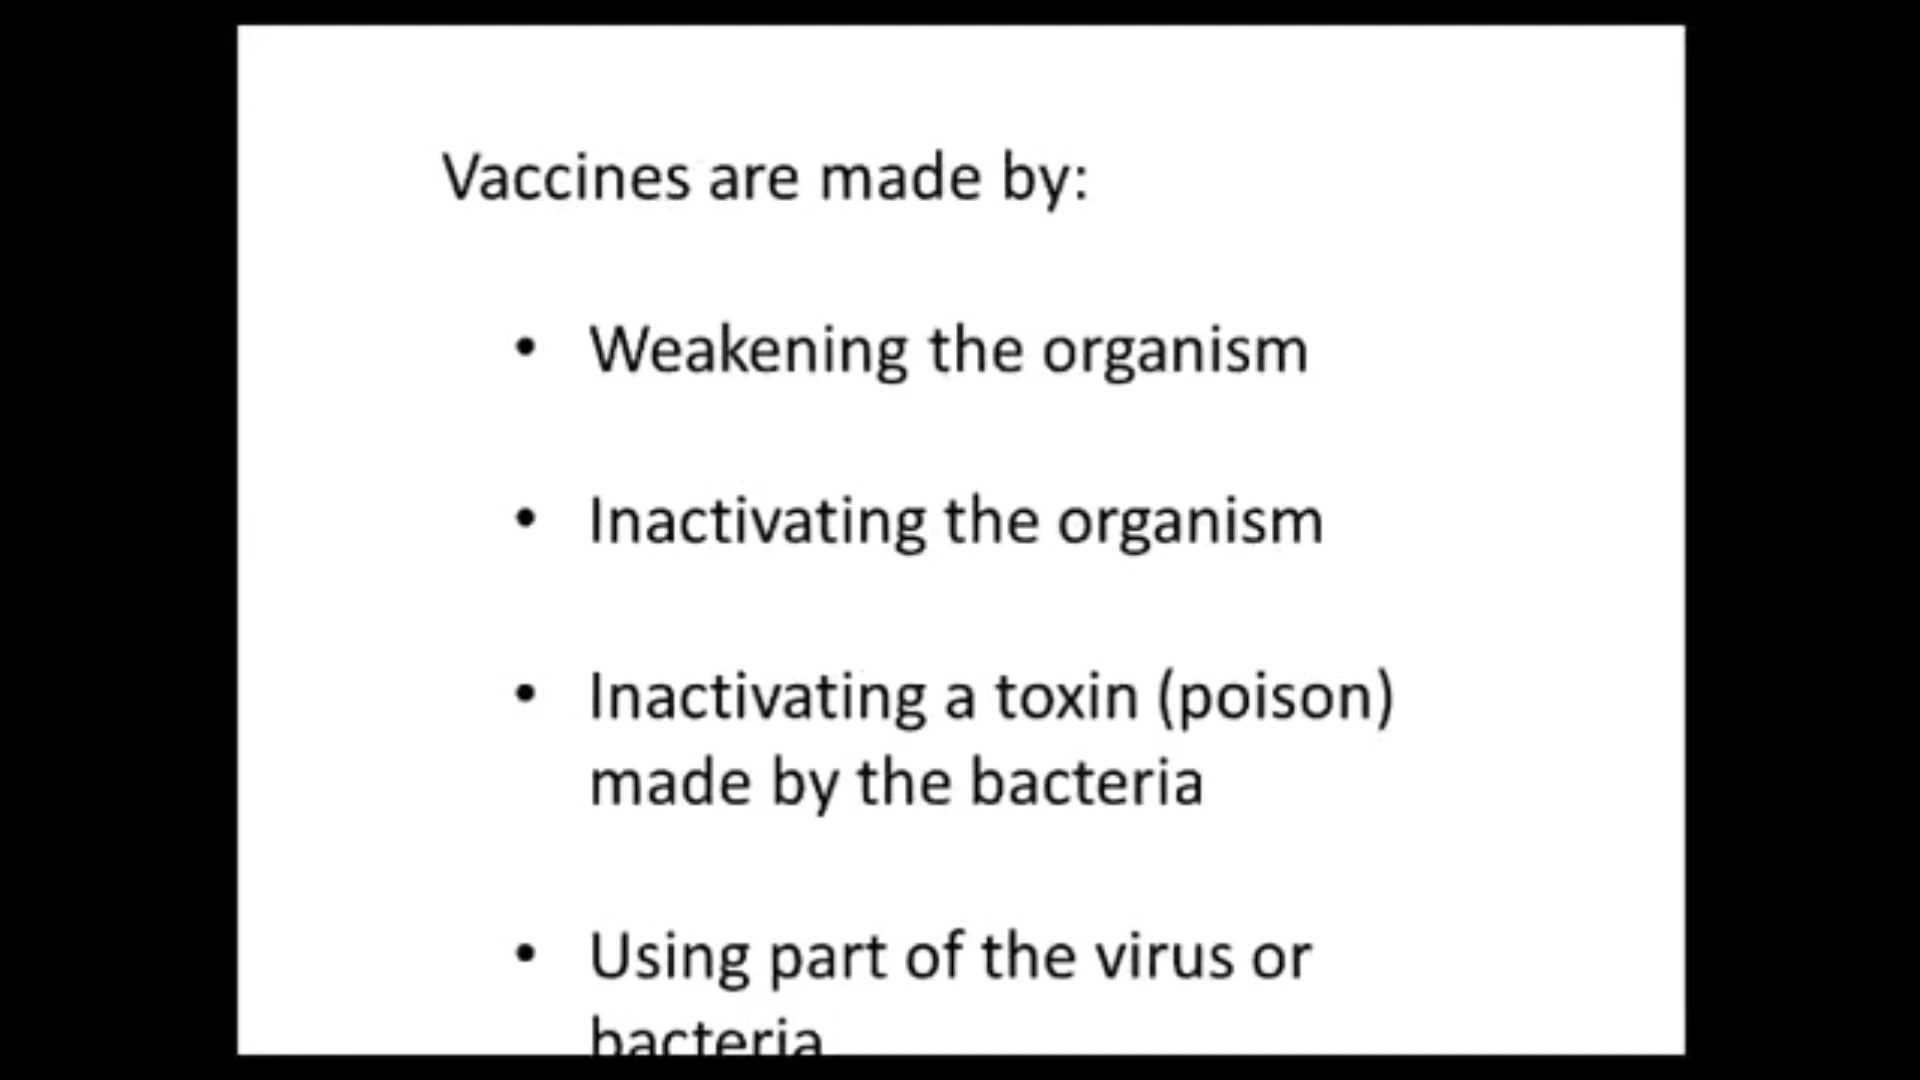 Vaccines are made by:
• Weakening the organism
• Inactivating the organism
• Inactivating a toxin (poison)
made by the bacteria
• Using part of the virus or
bacteria